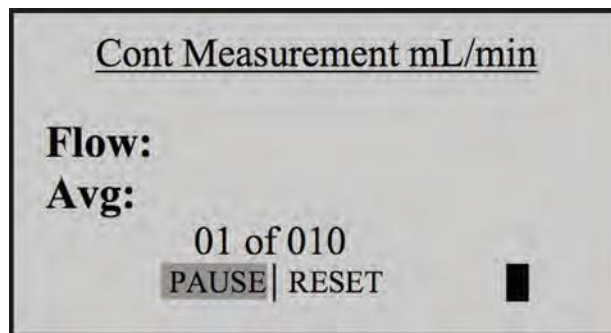 Cont Measurement mL/min
Flow:
Avg:
01 of 010
PAUSE| RESET